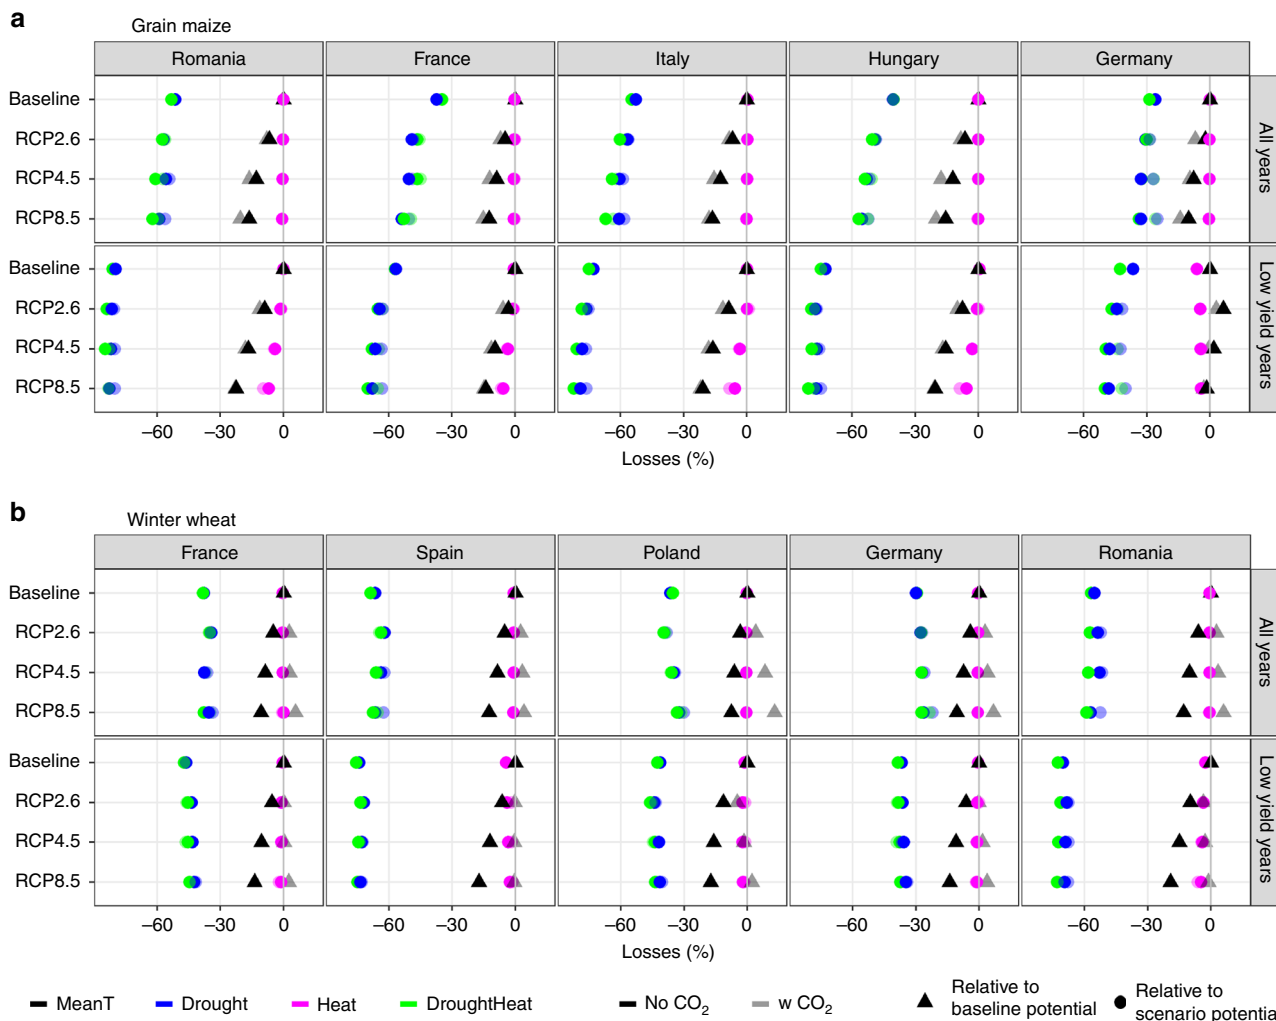 a
Grain maize
Romania France Italy Hungary Germany
Baseline
RCP2.6
RCP4.5
RCP8.5
All years
Baseline
RCP2.6
RCP4.5
RCP8.5
Low yield years
−60 −30 0 −60 −30 0 −60 −30 0 −60 −30 0 −60 −30 0
Losses (%)
b
Winter wheat
France Spain Poland Germany Romania
Baseline
RCP2.6
RCP4.5
RCP8.5
All years
Baseline
RCP2.6
RCP4.5
RCP8.5
Low yield years
−60 −30 0 −60 −30 0 −60 −30 0 −60 −30 0 −60 −30 0
Losses (%)
MeanT Drought Heat DroughtHeat No CO₂ w CO₂
Relative to
baseline potential
Relative to
scenario potentia